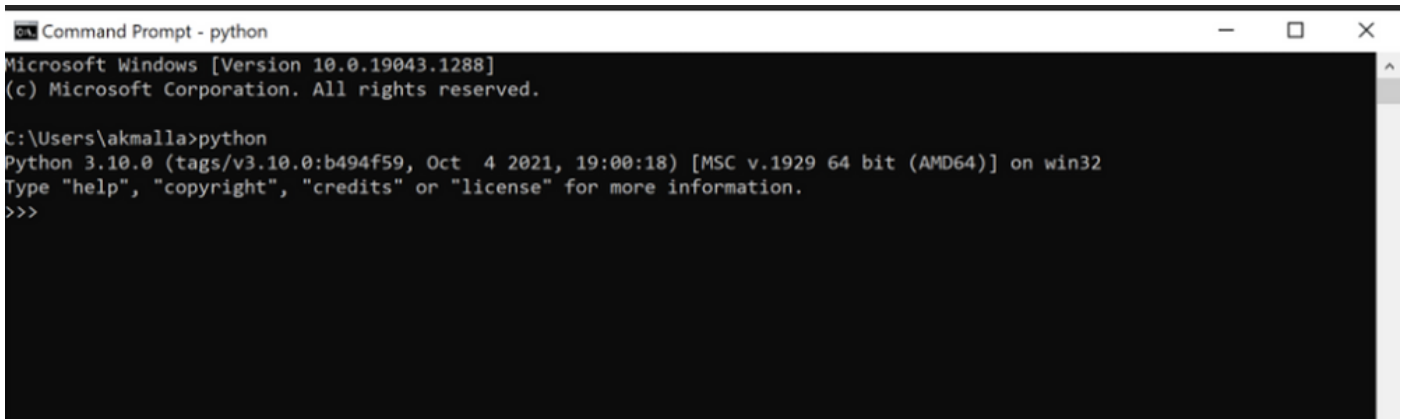 Command Prompt - python
Microsoft Windows [Version 10.0.19043.1288]
(c) Microsoft Corporation. All rights reserved.
C:\Users\akmalla>python
Python 3.10.0 (tags/v3.10.0:b494f59, Oct  4 2021, 19:00:18) [MSC v.1929 64 bit (AMD64)] on win32
Type "help", "copyright", "credits" or "license" for more information.
>>>